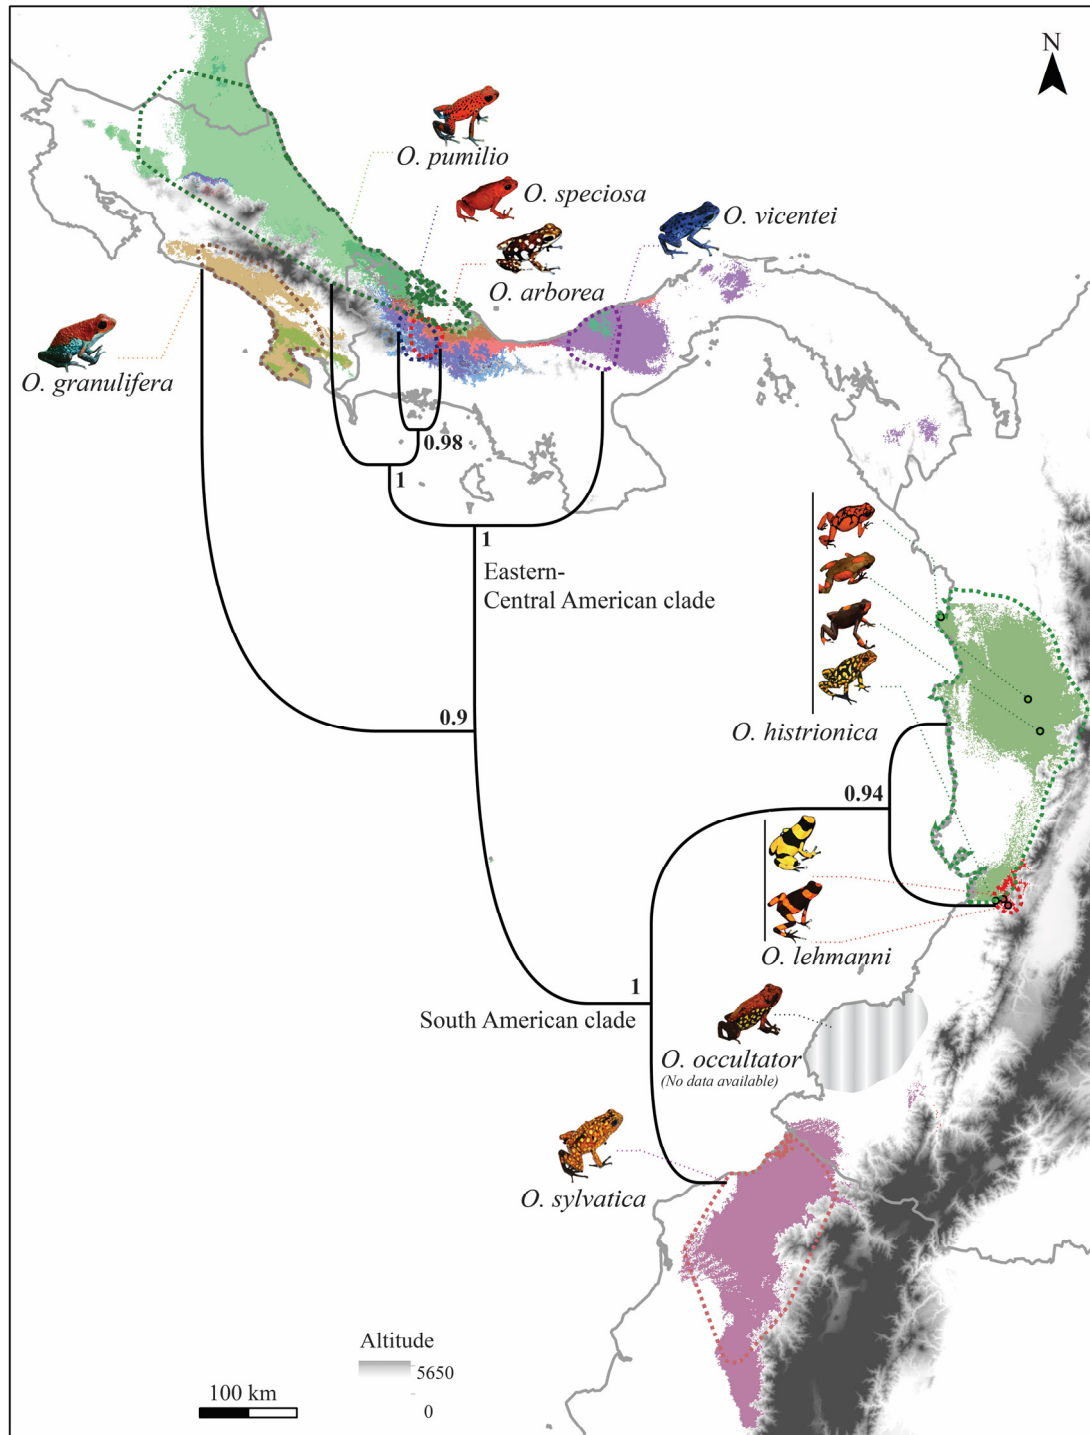 N
O. pumilio
O. speciosa
O. vicentei
O. arborea
O. granulifera
0.98
1
1
Eastern-
Central American clade
0.9
O. histrionica
0.94
O. lehmanni
1
South American clade
O. occultator
(No data available)
O. sylvatica
Altitude
5650
0
100 km